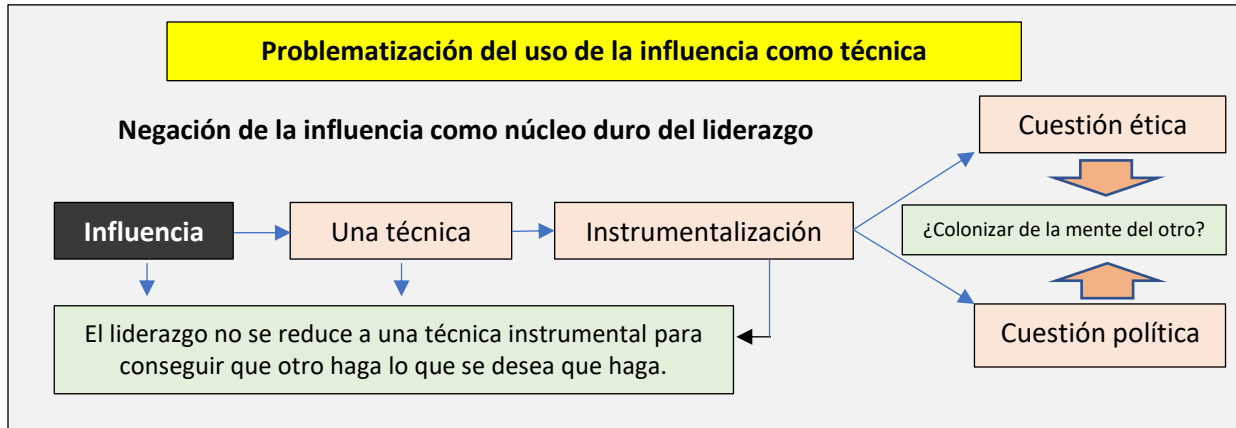 Problematización del uso de la influencia como técnica
Negación de la influencia como núcleo duro del liderazgo
Cuestión ética
Influencia
Una técnica
Instrumentalización
¿Colonizar de la mente del otro?
El liderazgo no se reduce a una técnica instrumental para
conseguir que otro haga lo que se desea que haga.
Cuestión política